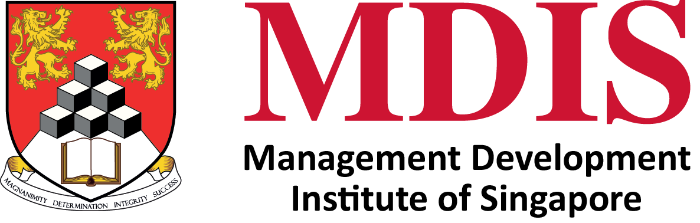 MDIS
Management Development
Institute of Singapore
MAGNANIMITY DETERMINATION INTEGRITY SUCCESS